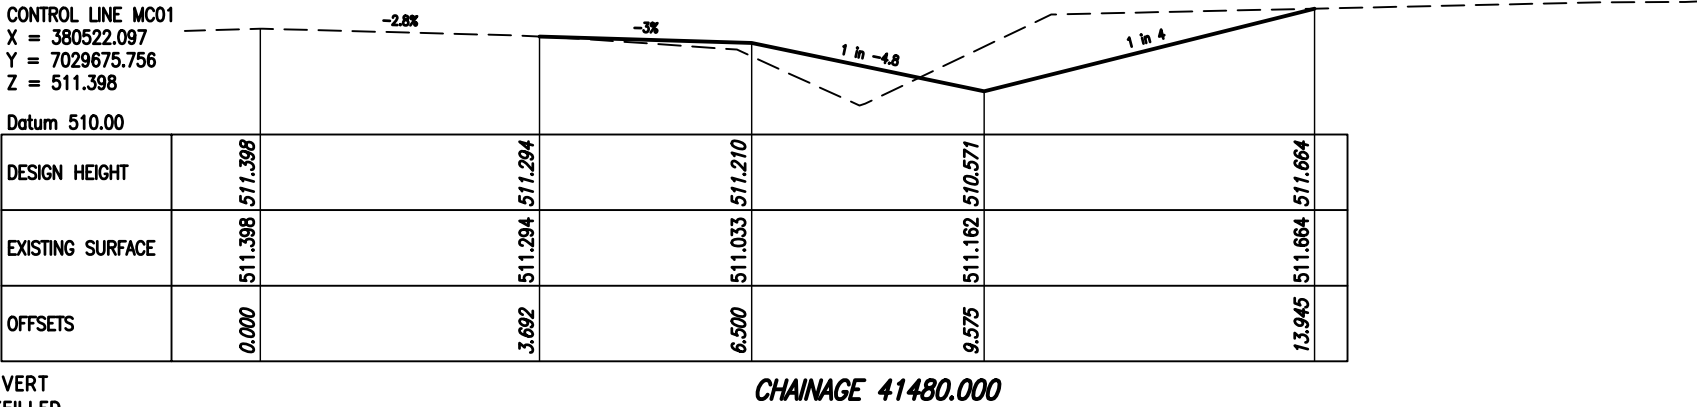 CONTROL LINE MC01
X = 380522.097
Y = 7029675.756
Z = 511.398
-2.8%
-3%
1 in -4.8
1 in 4
Datum 510.00
DESIGN HEIGHT 511.398 511.294 511.210 510.571 511.664
EXISTING SURFACE 511.398 511.294 511.033 511.162 511.664
OFFSETS 0.000 3.692 6.500 9.575 13.945
VERT
CHAINAGE 41480.000